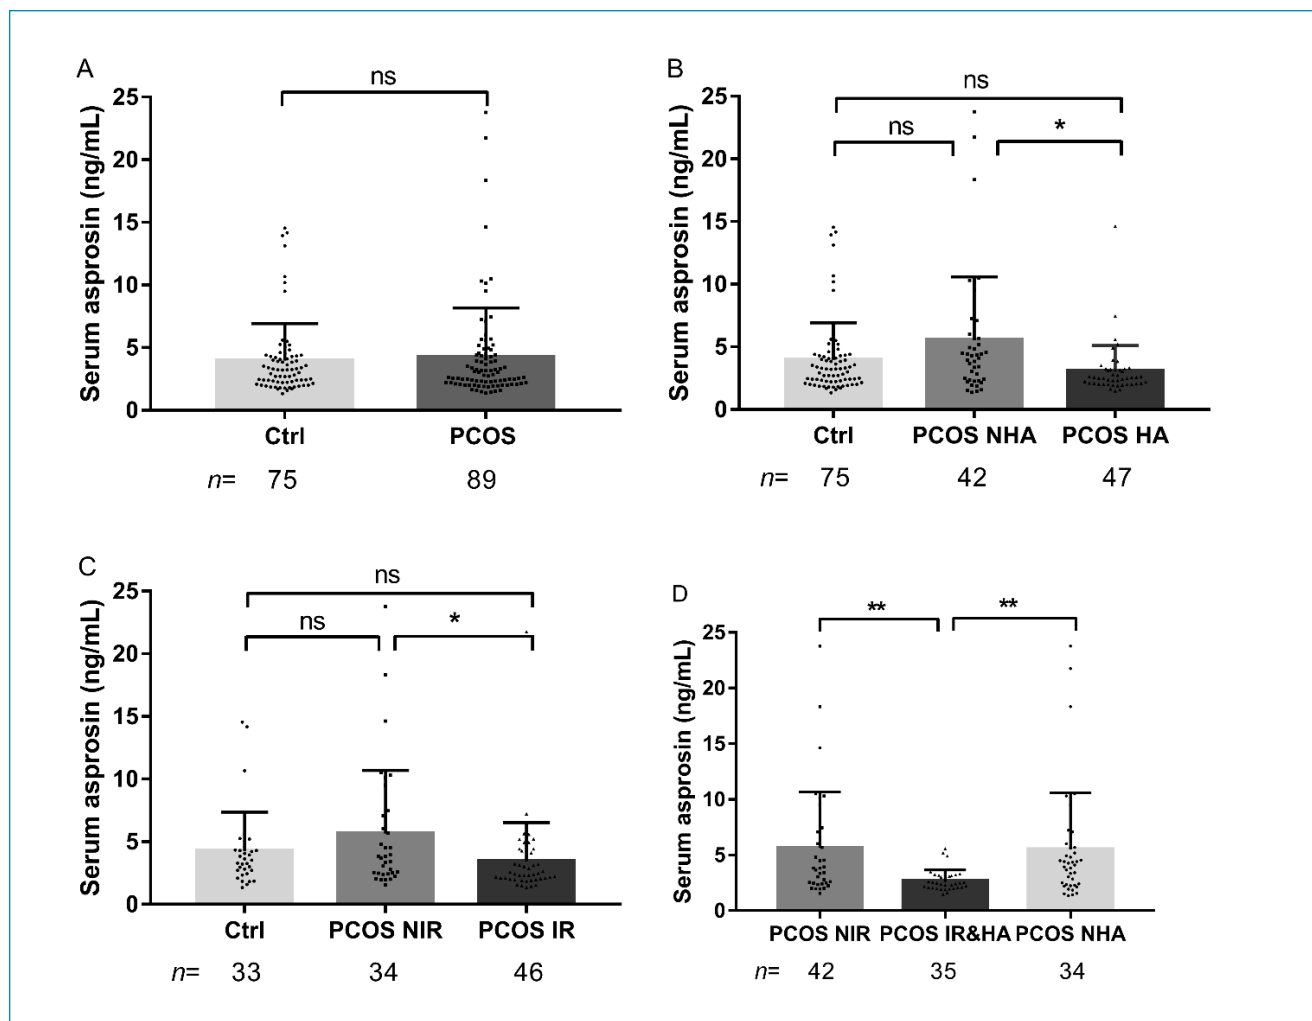 A
ns
Serum asprosin (ng/mL)
25
20
15
10
5
0
Ctrl PCOS
n= 75 89
B
ns
ns *
Serum asprosin (ng/mL)
25
20
15
10
5
0
Ctrl PCOS NHA PCOS HA
n= 75 42 47
C
ns
ns *
Serum asprosin (ng/mL)
25
20
15
10
5
0
Ctrl PCOS NIR PCOS IR
n= 33 34 46
D
** **
Serum asprosin (ng/mL)
25
20
15
10
5
0
PCOS NIR PCOS IR&HA PCOS NHA
n= 42 35 34